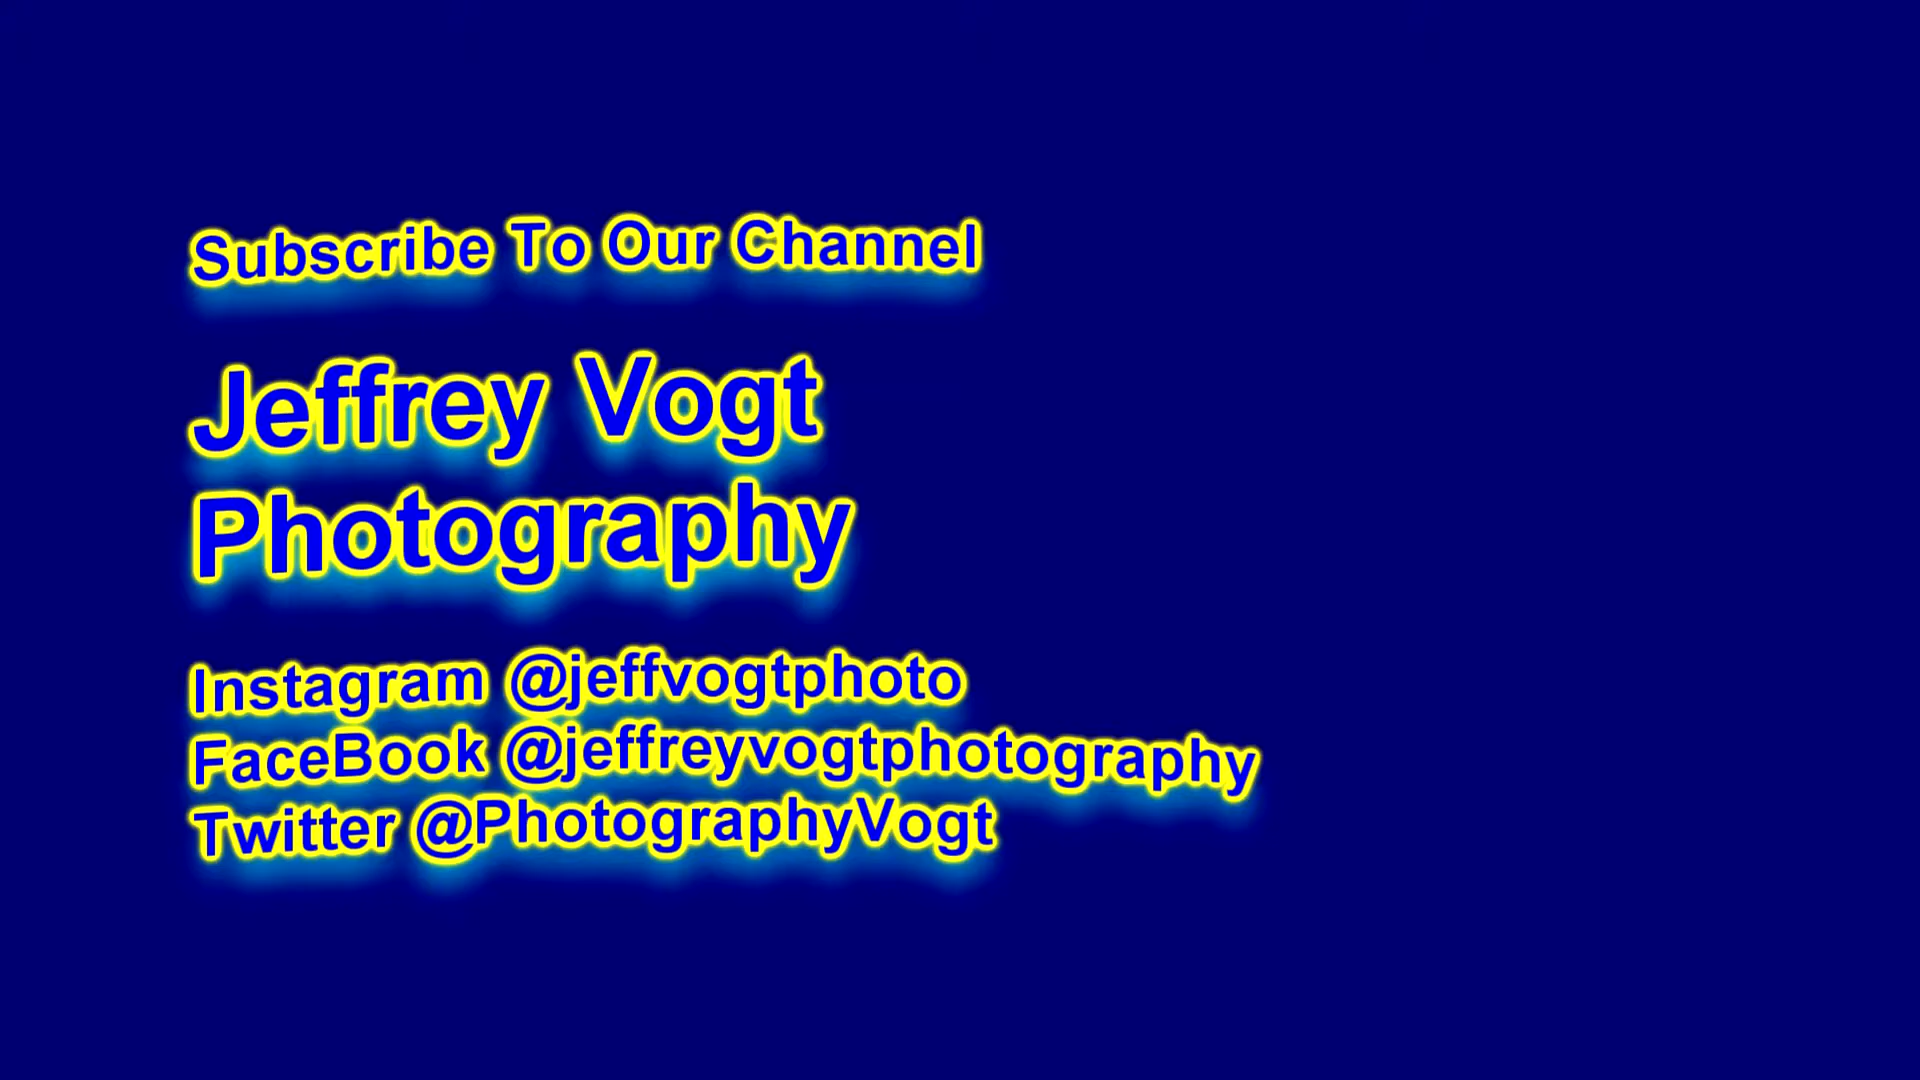 Subscribe To Our Channel
Jeffrey Vogt
Photography
Instagram @jeffvogtphoto
FaceBook @jeffreyvogtphotography
Twitter @PhotographyVogt